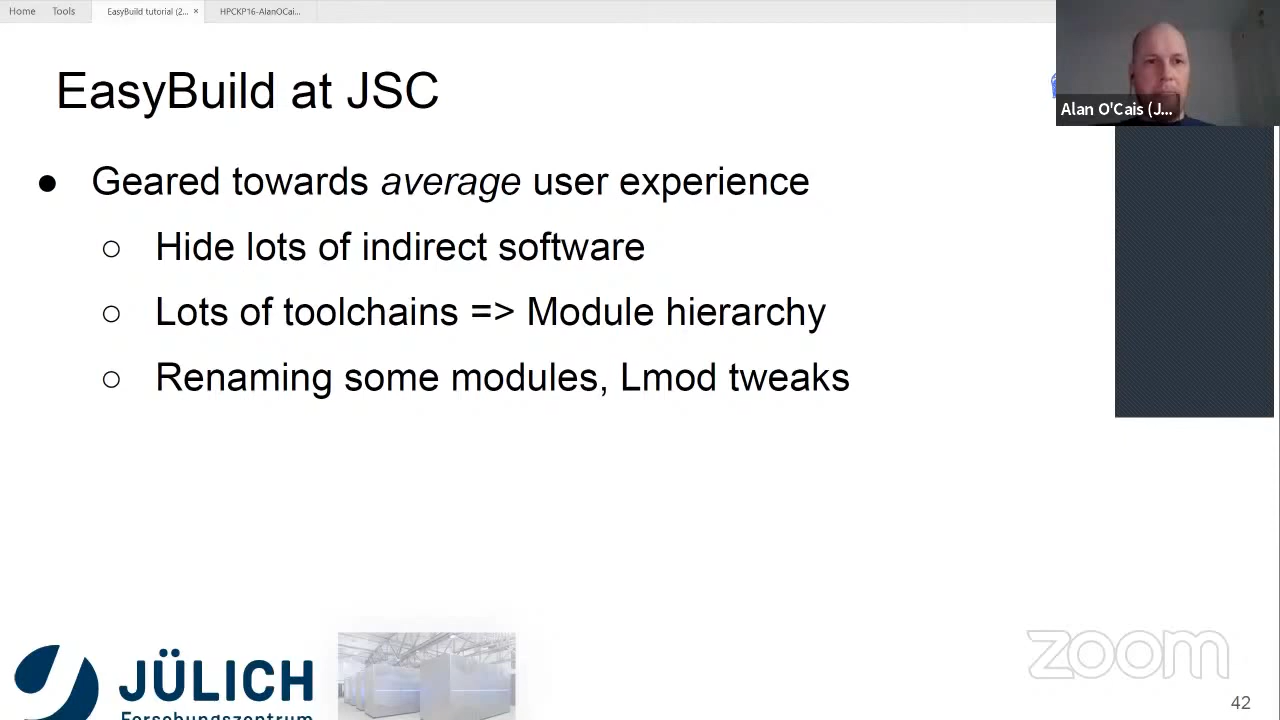 Home Tools EasyBuild tutorial (2... × HPCKP16-AlanOCai...
EasyBuild at JSC
Alan O'Cais (J...
● Geared towards average user experience
○ Hide lots of indirect software
○ Lots of toolchains => Module hierarchy
○ Renaming some modules, Lmod tweaks
JÜLICH
Forschungszentrum
zoom
42